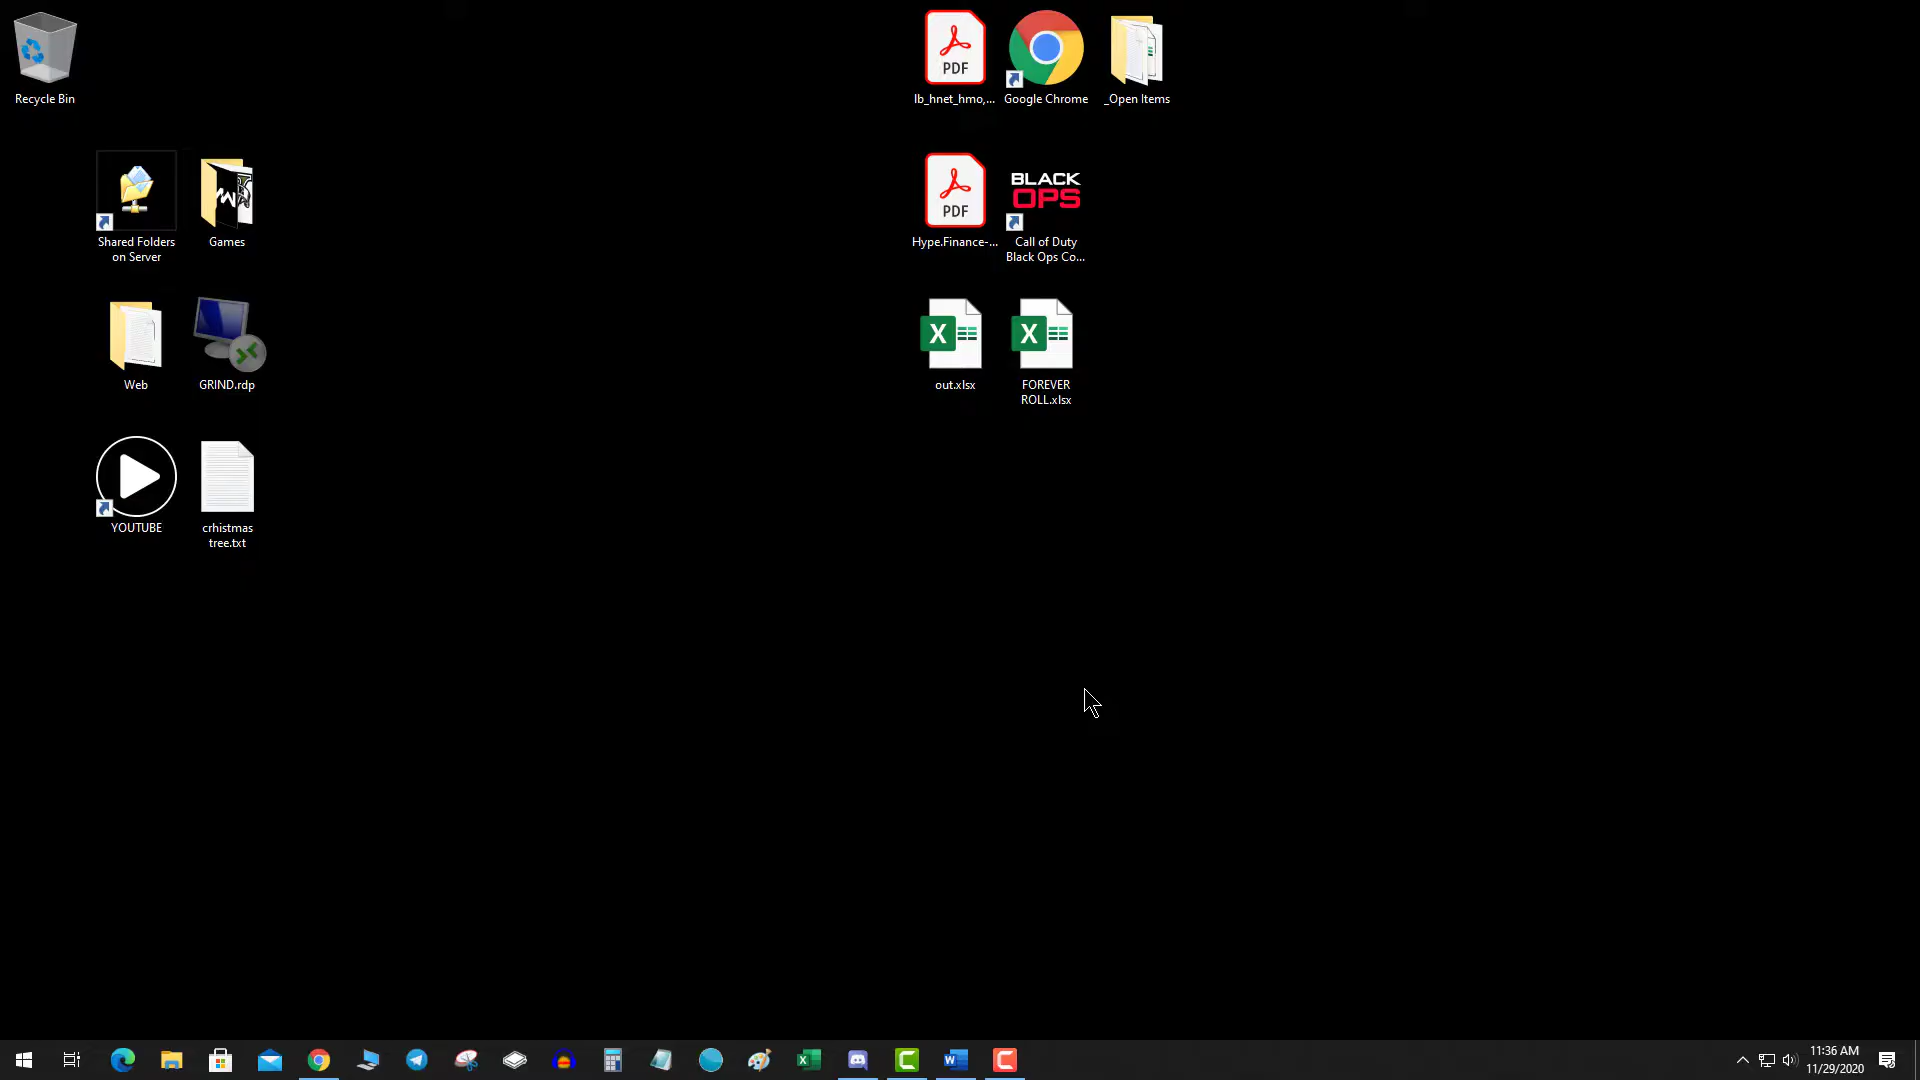 Recycle Bin
PDF
lb_hnet_hmo,...
Google Chrome
_Open Items
Shared Folders
on Server
Games
PDF
Hype.Finance-...
BLACK
OPS
Call of Duty
Black Ops Co...
Web
GRIND.rdp
X
out.xlsx
X
FOREVER
ROLL.xlsx
YOUTUBE
crhistmas
tree.txt
11:36 AM
11/29/2020